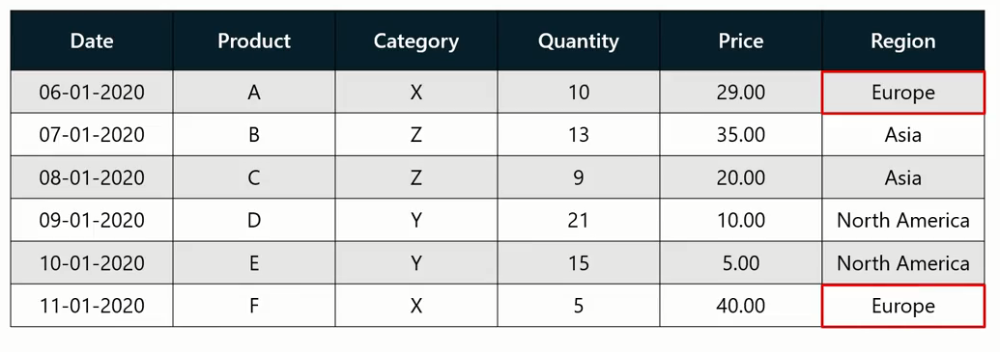 Date Product Category Quantity Price Region
06-01-2020 A X 10 29.00 Europe
07-01-2020 B Z 13 35.00 Asia
08-01-2020 C Z 9 20.00 Asia
09-01-2020 D Y 21 10.00 North America
10-01-2020 E Y 15 5.00 North America
11-01-2020 F X 5 40.00 Europe